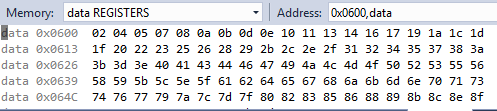 Memory: data REGISTERS Address: 0x0600,data
data 0x0600 02 04 05 07 08 0a 0b 0d 0e 10 11 13 14 16 17 19 1a 1c 1d
data 0x0613 1f 20 22 23 25 26 28 29 2b 2c 2e 2f 31 32 34 35 37 38 3a
data 0x0626 3b 3d 3e 40 41 43 44 46 47 49 4a 4c 4d 4f 50 52 53 55 56
data 0x0639 58 59 5b 5c 5e 5f 61 62 64 65 67 68 6a 6b 6d 6e 70 71 73
data 0x064C 74 76 77 79 7a 7c 7d 7f 80 82 83 85 86 88 89 8b 8c 8e 8f